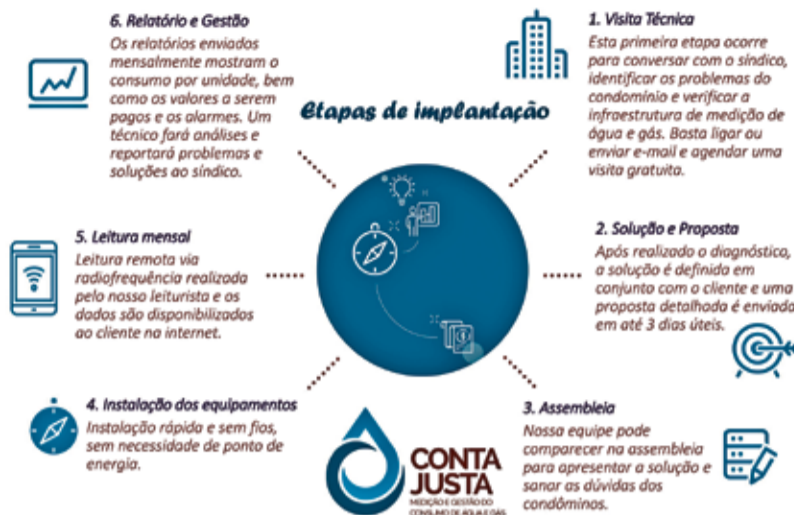 Etapas de implantação
1. Visita Técnica
Esta primeira etapa ocorre
para conversar com o síndico,
identificar os problemas do
condomínio e verificar a
infraestrutura de medição de
água e gás. Basta ligar ou
enviar e-mail e agendar uma
visita gratuita.
2. Solução e Proposta
Após realizado o diagnóstico,
a solução é definida em
conjunto com o cliente e uma
proposta detalhada é enviada
em até 3 dias úteis.
3. Assembleia
Nossa equipe pode
comparecer na assembleia
para apresentar a solução e
sanar as dúvidas dos
condôminos.
4. Instalação dos equipamentos
Instalação rápida e sem fios,
sem necessidade de ponto de
energia.
5. Leitura mensal
Leitura remota via
radiofrequência realizada
pelo nosso leiturista e os
dados são disponibilizados
ao cliente na internet.
6. Relatório e Gestão
Os relatórios enviados
mensalmente mostram o
consumo por unidade, bem
como os valores a serem
pagos e os alarmes. Um
técnico fará análises e
reportará problemas e
soluções ao síndico.
CONTA
JUSTA
MEDIÇÃO E GESTÃO DO
CONSUMO DE ÁGUA E GÁS